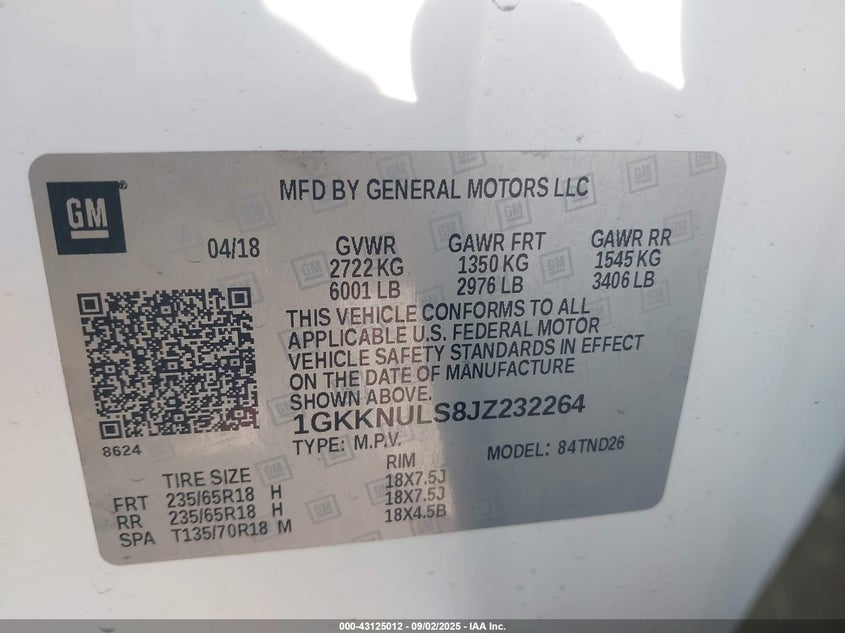 GM
MFD BY GENERAL MOTORS LLC
04/18
GVWR
2722 KG
6001 LB
GAWR FRT
1350 KG
2976 LB
GAWR RR
1545 KG
3406 LB
THIS VEHICLE CONFORMS TO ALL
APPLICABLE U.S. FEDERAL MOTOR
VEHICLE SAFETY STANDARDS IN EFFECT
ON THE DATE OF MANUFACTURE
SHOWN ABOVE.
1GKKNULS8JZ232264
TYPE: M.P.V.
MODEL: 84TND26
8624
TIRE SIZE RIM
FRT 235/65R18 H 18X7.5J
RR 235/65R18 H 18X7.5J
SPA T135/70R18 M 18X4.5B
000-43125012 - 09/02/2025 - IAA Inc.